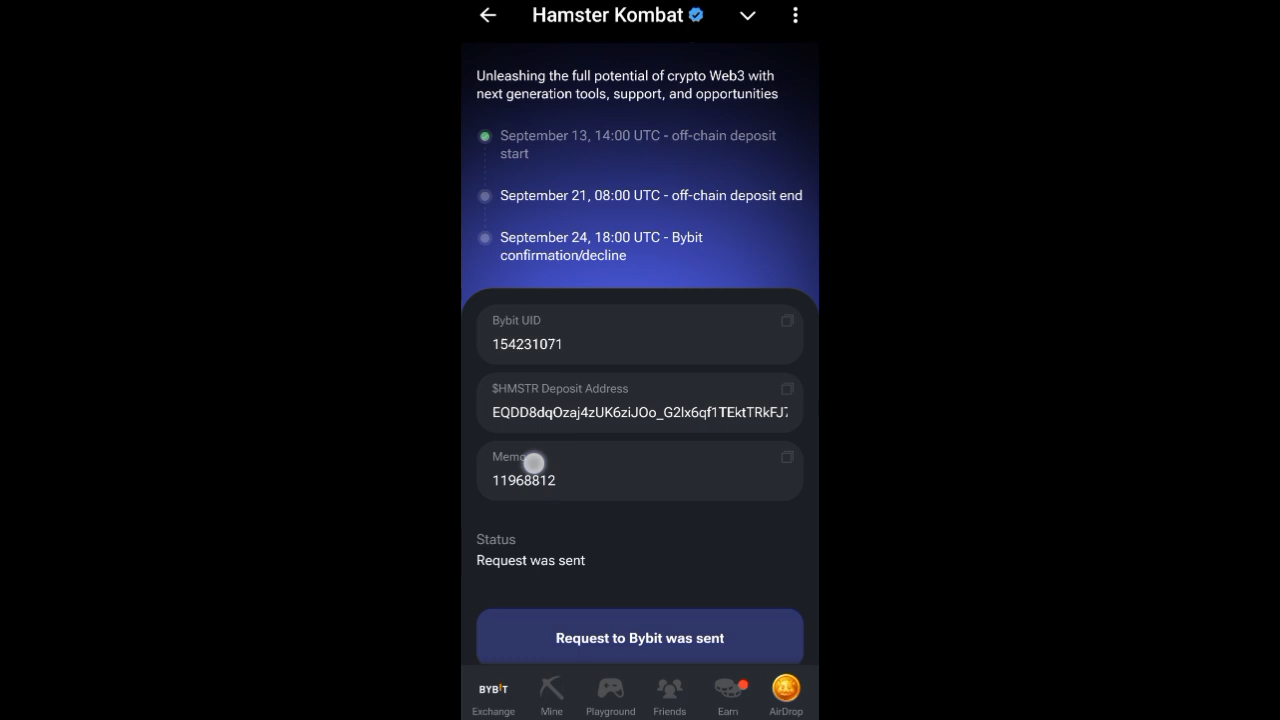 Hamster Kombat
Unleashing the full potential of crypto Web3 with
next generation tools, support, and opportunities
September 13, 14:00 UTC - off-chain deposit
start
September 21, 08:00 UTC - off-chain deposit end
September 24, 18:00 UTC - Bybit
confirmation/decline
Bybit UID
154231071
$HMSTR Deposit Address
EQDD8dqOzaj4zUK6ziJOo_G2lx6qf1TEktTRkFJ7
Memo
11968812
Status
Request was sent
Request to Bybit was sent
BYBIT
Exchange
Mine
Playground
Friends
Earn
AirDrop